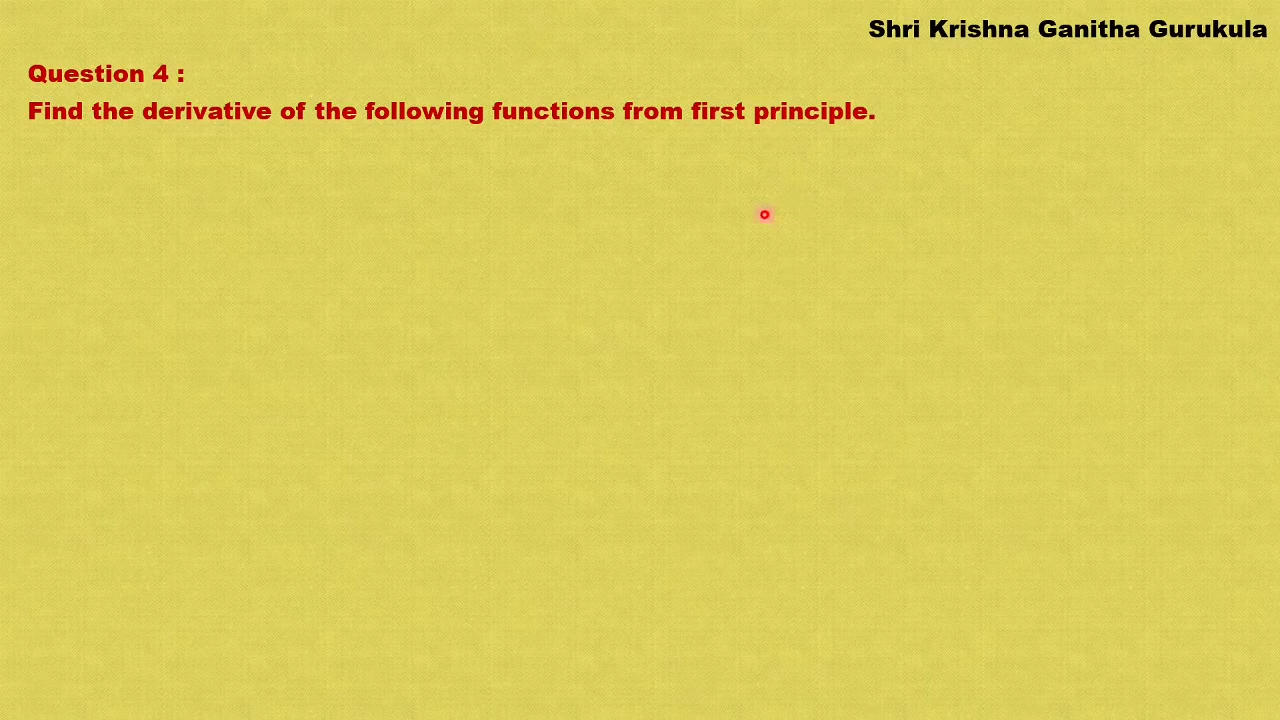 Shri Krishna Ganitha Gurukula
Question 4 :
Find the derivative of the following functions from first principle.